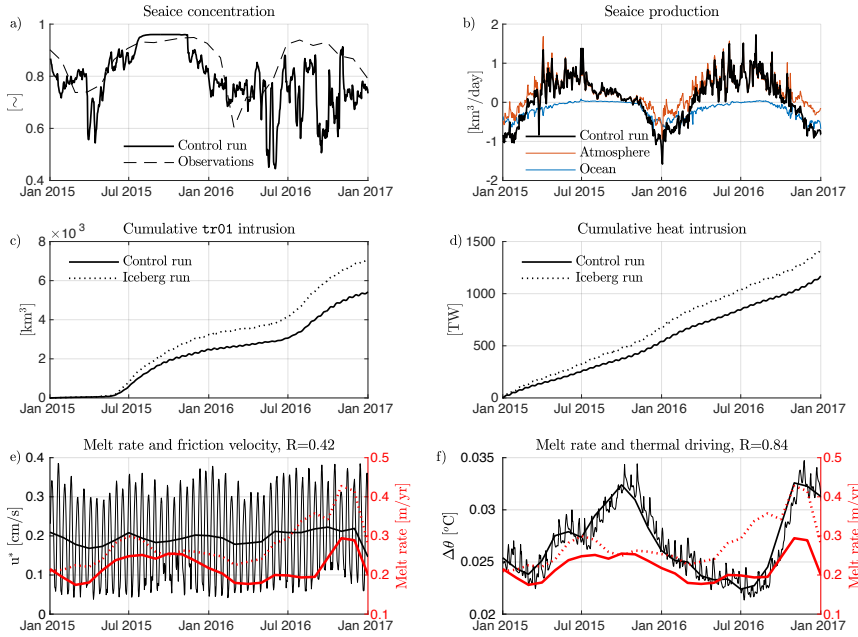 Seaice concentration
a)
1
0.8
0.6
0.4
[∼]
Control run
Observations
Jan 2015
Jul 2015
Jan 2016
Jul 2016
Jan 2017
Seaice production
b)
2
1
0
-1
-2
[km³/day]
Control run
Atmosphere
Ocean
Jan 2015
Jul 2015
Jan 2016
Jul 2016
Jan 2017
Cumulative tr01 intrusion
c)
8 × 10³
6
4
2
0
[km³]
Control run
Iceberg run
Jan 2015
Jul 2015
Jan 2016
Jul 2016
Jan 2017
Cumulative heat intrusion
d)
1500
1000
500
0
[TW]
Control run
Iceberg run
Jan 2015
Jul 2015
Jan 2016
Jul 2016
Jan 2017
Melt rate and friction velocity, R=0.42
e)
0.4
0.3
0.2
0.1
0
u* [cm/s]
0.5
0.4
0.3
0.2
0.1
Melt rate [m/yr]
Jan 2015
Jul 2015
Jan 2016
Jul 2016
Jan 2017
Melt rate and thermal driving, R=0.84
f)
0.035
0.03
0.025
0.02
Δθ [°C]
0.5
0.4
0.3
0.2
0.1
Melt rate [m/yr]
Jan 2015
Jul 2015
Jan 2016
Jul 2016
Jan 2017